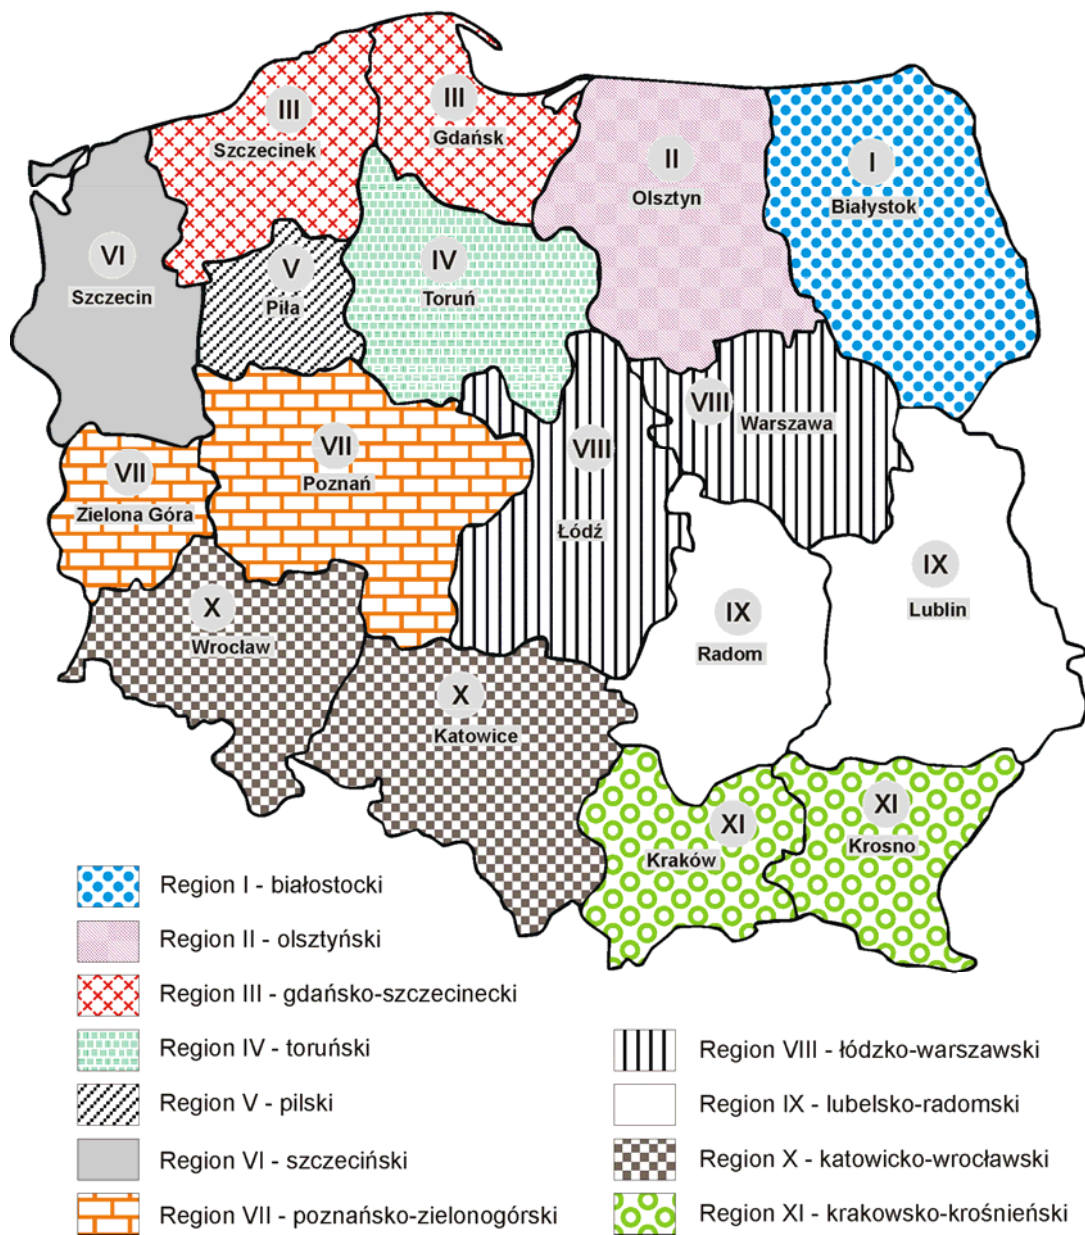 III
Szczecinek
III
Gdańsk
II
Olsztyn
I
Białystok
VI
Szczecin
V
Piła
IV
Toruń
VIII
Warszawa
VII
Zielona Góra
VII
Poznań
VIII
Łódź
IX
Lublin
IX
Radom
X
Wrocław
X
Katowice
XI
Kraków
XI
Krosno
Region I - białostocki
Region II - olsztyński
Region III - gdańsko-szczecinecki
Region IV - toruński
Region V - pilski
Region VI - szczeciński
Region VII - poznańsko-zielonogórski
Region VIII - łódzko-warszawski
Region IX - lubelsko-radomski
Region X - katowicko-wrocławski
Region XI - krakowsko-krośnieński